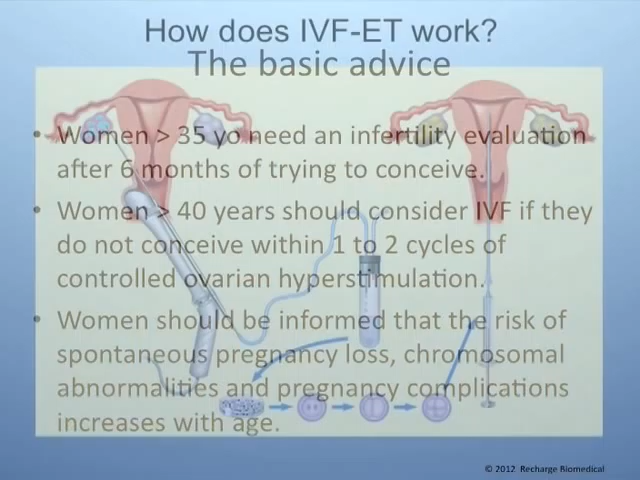 How does IVF-ET work?
The basic advice
• Women > 35 yo need an infertility evaluation
after 6 months of trying to conceive.
• Women > 40 years should consider IVF if they
do not conceive within 1 to 2 cycles of
controlled ovarian hyperstimulation.
• Women should be informed that the risk of
spontaneous pregnancy loss, chromosomal
abnormalities and pregnancy complications
increases with age.
© 2012 Recharge Biomedical